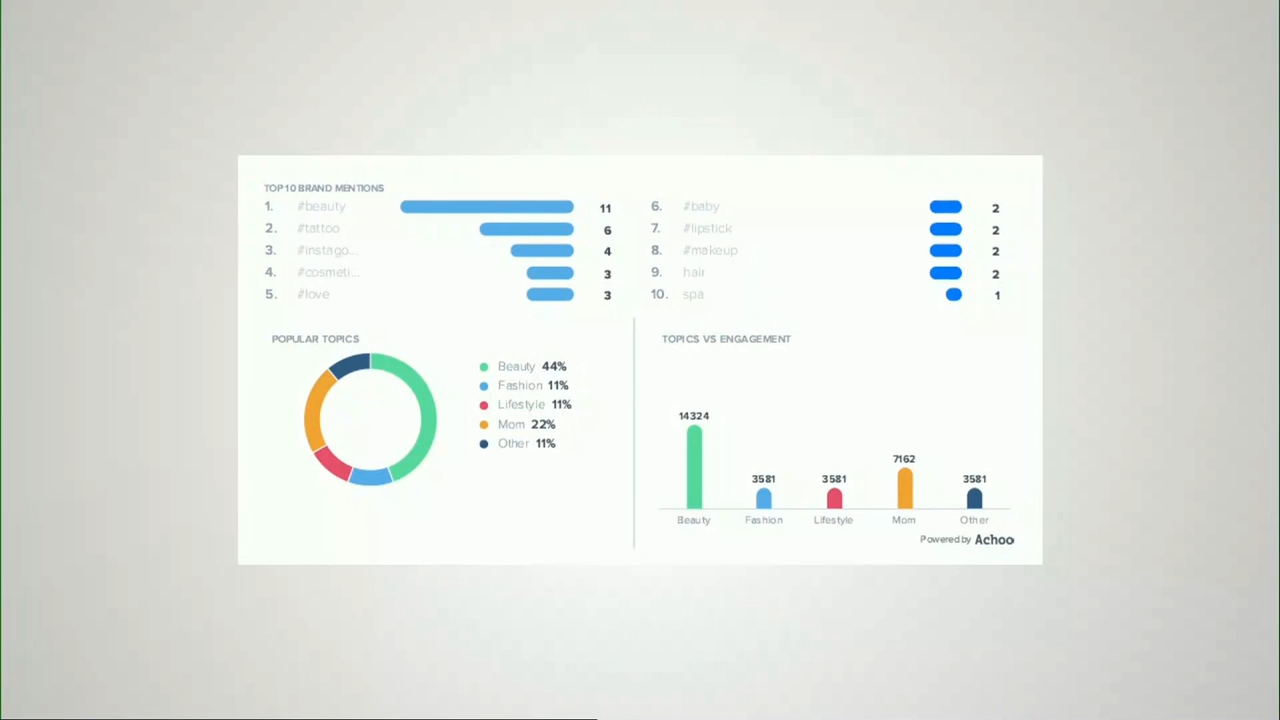 TOP 10 BRAND MENTIONS
1. #beauty 11
2. #tattoo 6
3. #instago... 4
4. #cosmeti... 3
5. #love 3
6. #baby 2
7. #lipstick 2
8. #makeup 2
9. hair 2
10. spa 1
POPULAR TOPICS
Beauty 44%
Fashion 11%
Lifestyle 11%
Mom 22%
Other 11%
TOPICS VS ENGAGEMENT
14324 3581 3581 7162 3581
Beauty Fashion Lifestyle Mom Other
Powered by Achoo